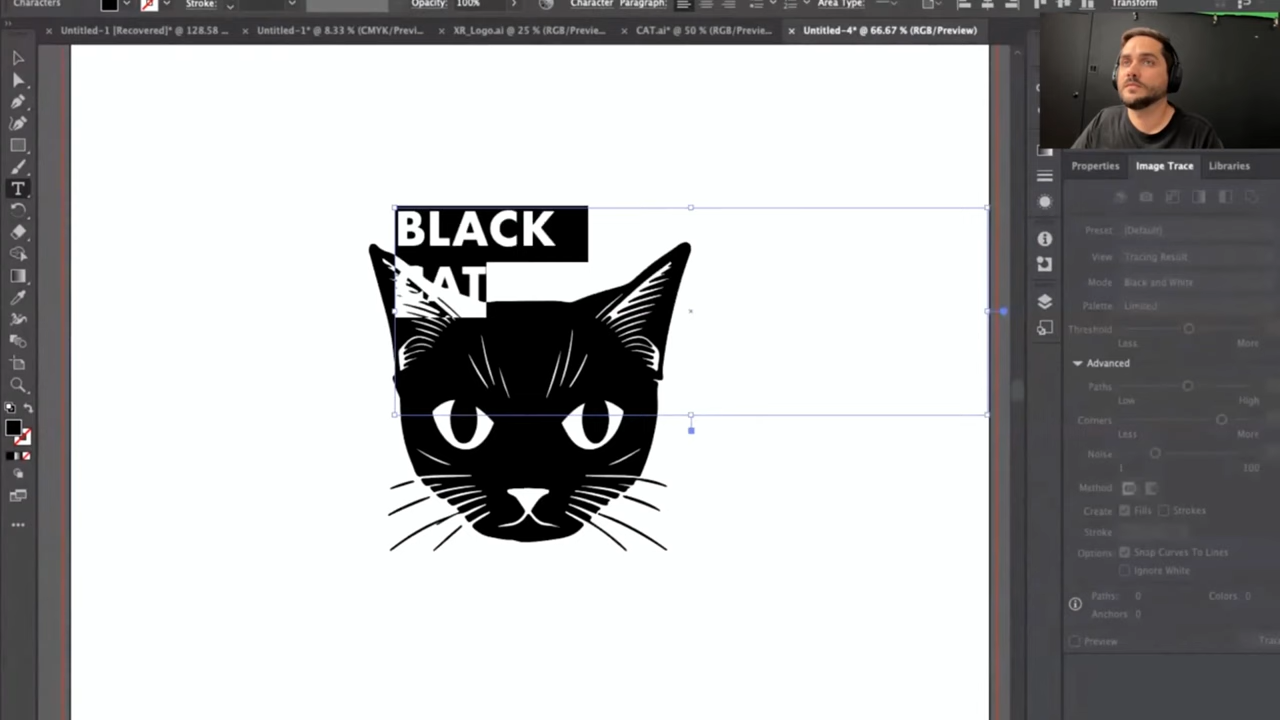 Characters Stroke: Opacity: 100% Character Paragraph: Area Type: Transform
Untitled-1 [Recovered]* @ 128.58 ... Untitled-1* @ 8.33 % (CMYK/Previ... XR_Logo.ai @ 25 % (RGB/Previe... CAT.ai* @ 50 % (RGB/Previe... Untitled-4* @ 66.67 % (RGB/Preview)
BLACK
CAT
Properties Image Trace Libraries
Preset: (Default)
View: Tracing Result
Mode: Black and White
Palette: Limited
Threshold
Less More
Advanced
Paths:
Low High
Corners:
Less More
Noise:
1 100
Method:
Create: Fills Strokes
Stroke
Options: Snap Curves To Lines
Ignore White
Paths: 0 Colors: 0
Anchors: 0
Preview